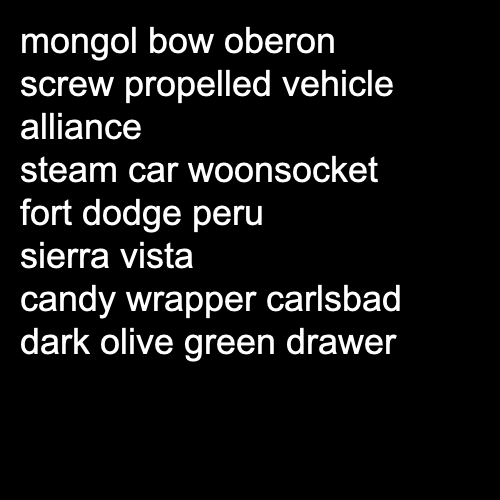 mongol bow oberon
screw propelled vehicle
alliance
steam car woonsocket
fort dodge peru
sierra vista
candy wrapper carlsbad
dark olive green drawer